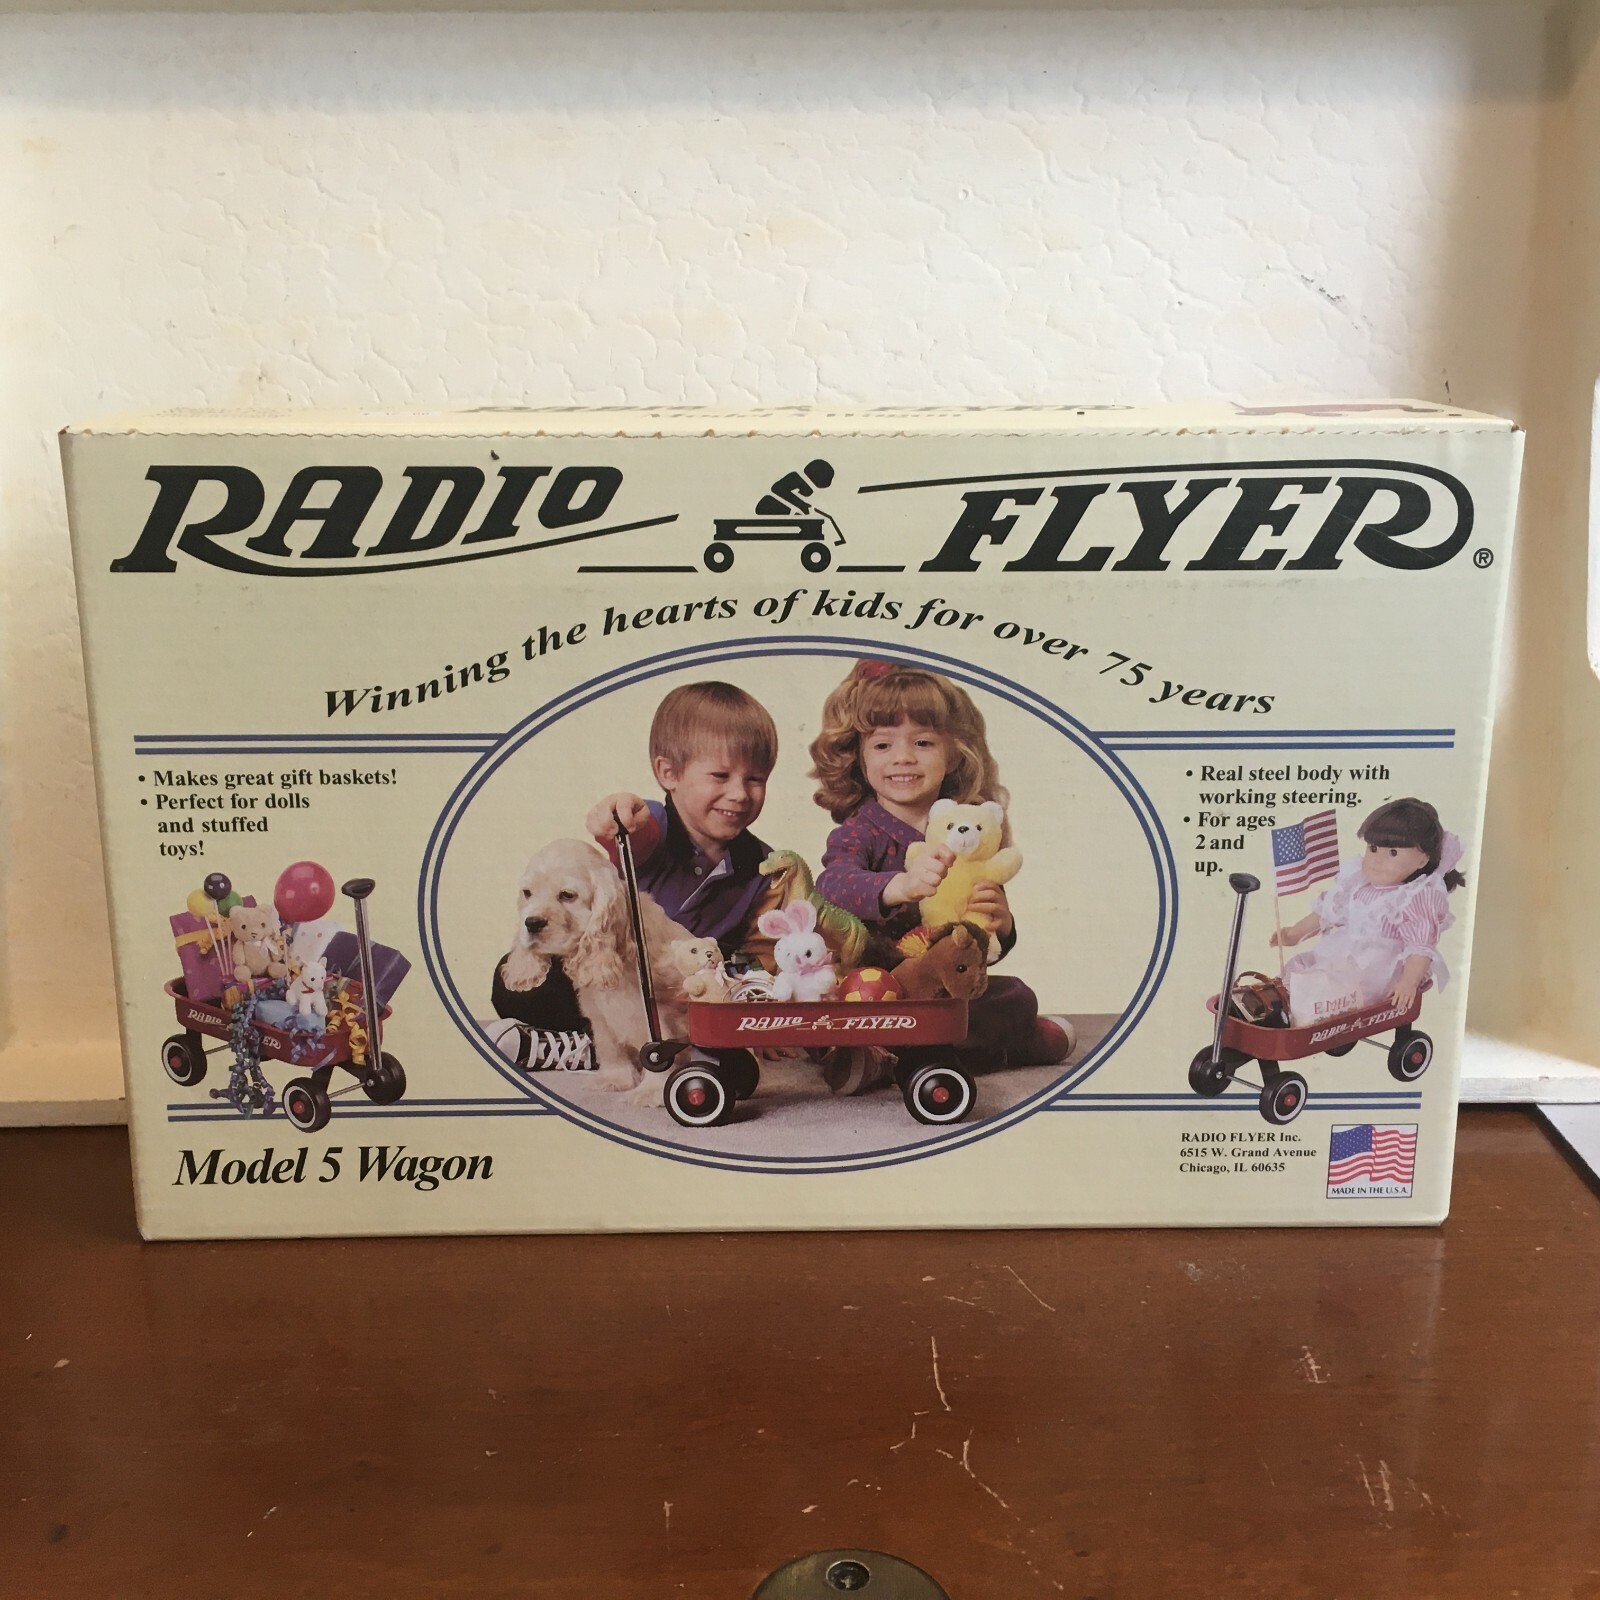 RADIO FLYER®
Winning the hearts of kids for over 75 years
• Makes great gift baskets!
• Perfect for dolls
and stuffed
toys!
• Real steel body with
working steering.
• For ages
2 and
up.
RADIO FLYER
RADIO FLYER
EMILY
RADIO FLYER
Model 5 Wagon
RADIO FLYER Inc.
6515 W. Grand Avenue
Chicago, IL 60635
MADE IN THE U.S.A.